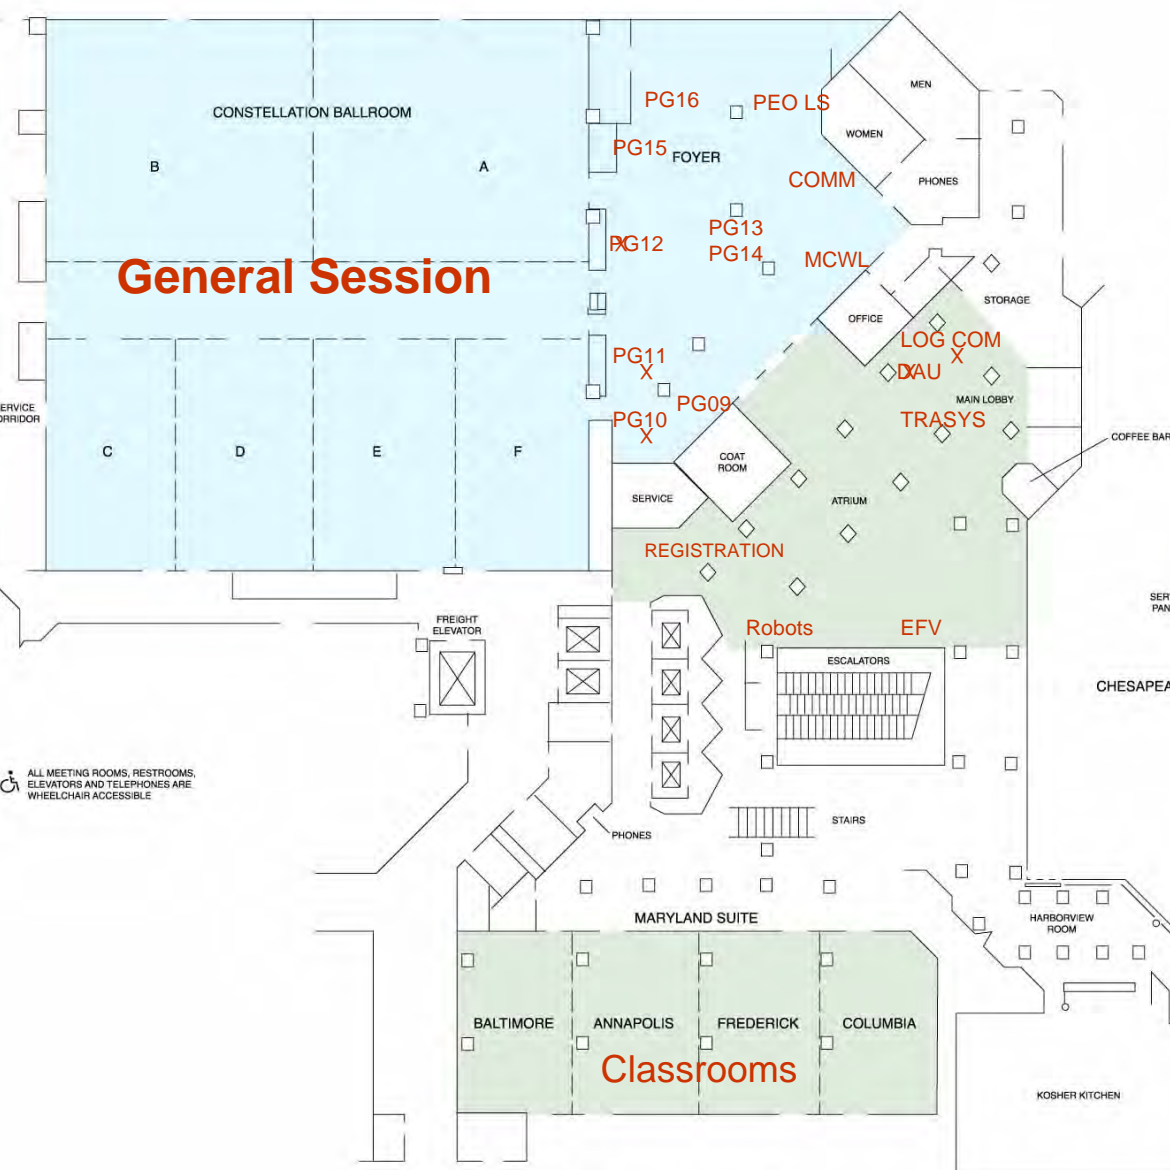 MEN
CONSTELLATION BALLROOM
PG16
PEO LS
WOMEN
B
A
PG15
FOYER
COMM
PHONES
PG13
PG12
X
PG14
MCWL
General Session
STORAGE
OFFICE
LOG COM
PG11
X
X
DAU
X
MAIN LOBBY
PG09
ERVICE
ORRIDOR
PG10
X
TRASYS
COFFEE BAR
C
D
E
F
COAT
ROOM
SERVICE
ATRIUM
REGISTRATION
SER
PAN
FREIGHT
ELEVATOR
Robots
EFV
ESCALATORS
CHESAPEA
ALL MEETING ROOMS, RESTROOMS,
ELEVATORS AND TELEPHONES ARE
WHEELCHAIR ACCESSIBLE
PHONES
STAIRS
MARYLAND SUITE
HARBORVIEW
ROOM
BALTIMORE
ANNAPOLIS
FREDERICK
COLUMBIA
Classrooms
KOSHER KITCHEN